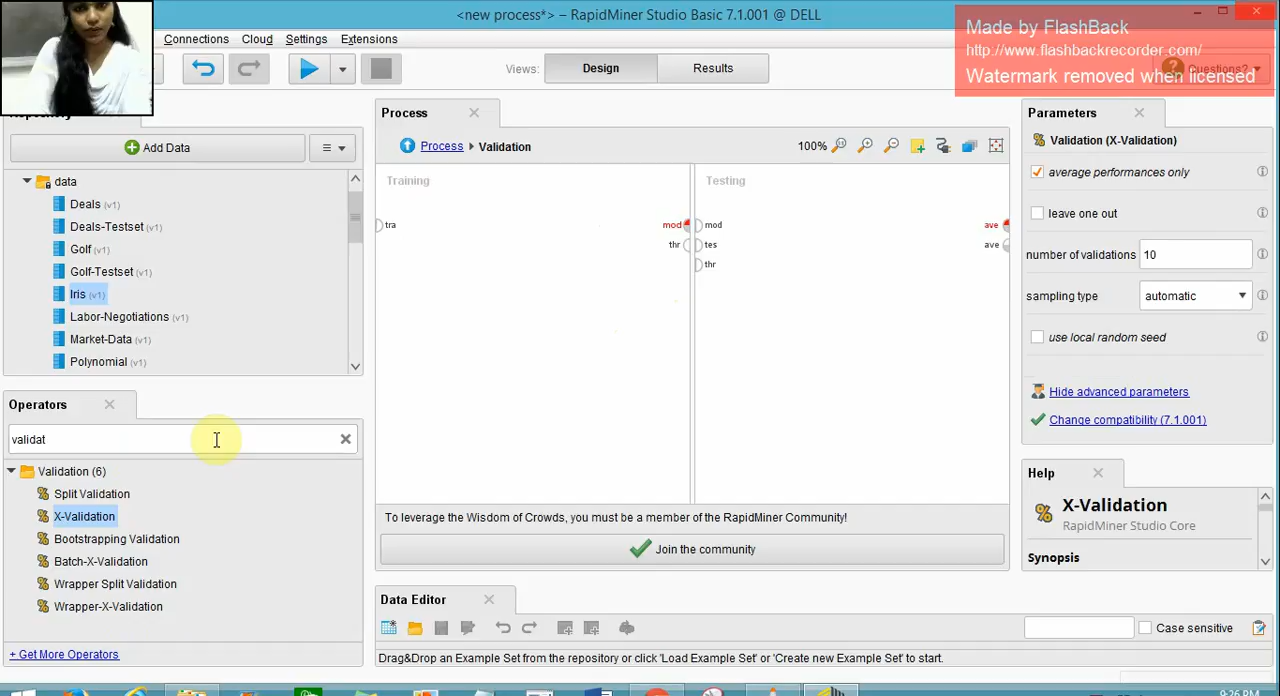 <new process*> – RapidMiner Studio Basic 7.1.001 @ DELL
Made by FlashBack
http://www.flashbackrecorder.com/
Watermark removed when licensed
Connections Cloud Settings Extensions
Views: Design Results
Questions?
Add Data
data
Deals (v1)
Deals-Testset (v1)
Golf (v1)
Golf-Testset (v1)
Iris (v1)
Labor-Negotiations (v1)
Market-Data (v1)
Polynomial (v1)
Operators
validat
Validation (6)
Split Validation
X-Validation
Bootstrapping Validation
Batch-X-Validation
Wrapper Split Validation
Wrapper-X-Validation
+ Get More Operators
Process
Process Validation
100%
Training
Testing
tra
mod
thr
mod
tes
thr
ave
ave
To leverage the Wisdom of Crowds, you must be a member of the RapidMiner Community!
Join the community
Data Editor
Case sensitive
Drag&Drop an Example Set from the repository or click 'Load Example Set' or 'Create new Example Set' to start.
Parameters
Validation (X-Validation)
average performances only
leave one out
number of validations 10
sampling type automatic
use local random seed
Hide advanced parameters
Change compatibility (7.1.001)
Help
X-Validation
RapidMiner Studio Core
Synopsis
9:26 PM